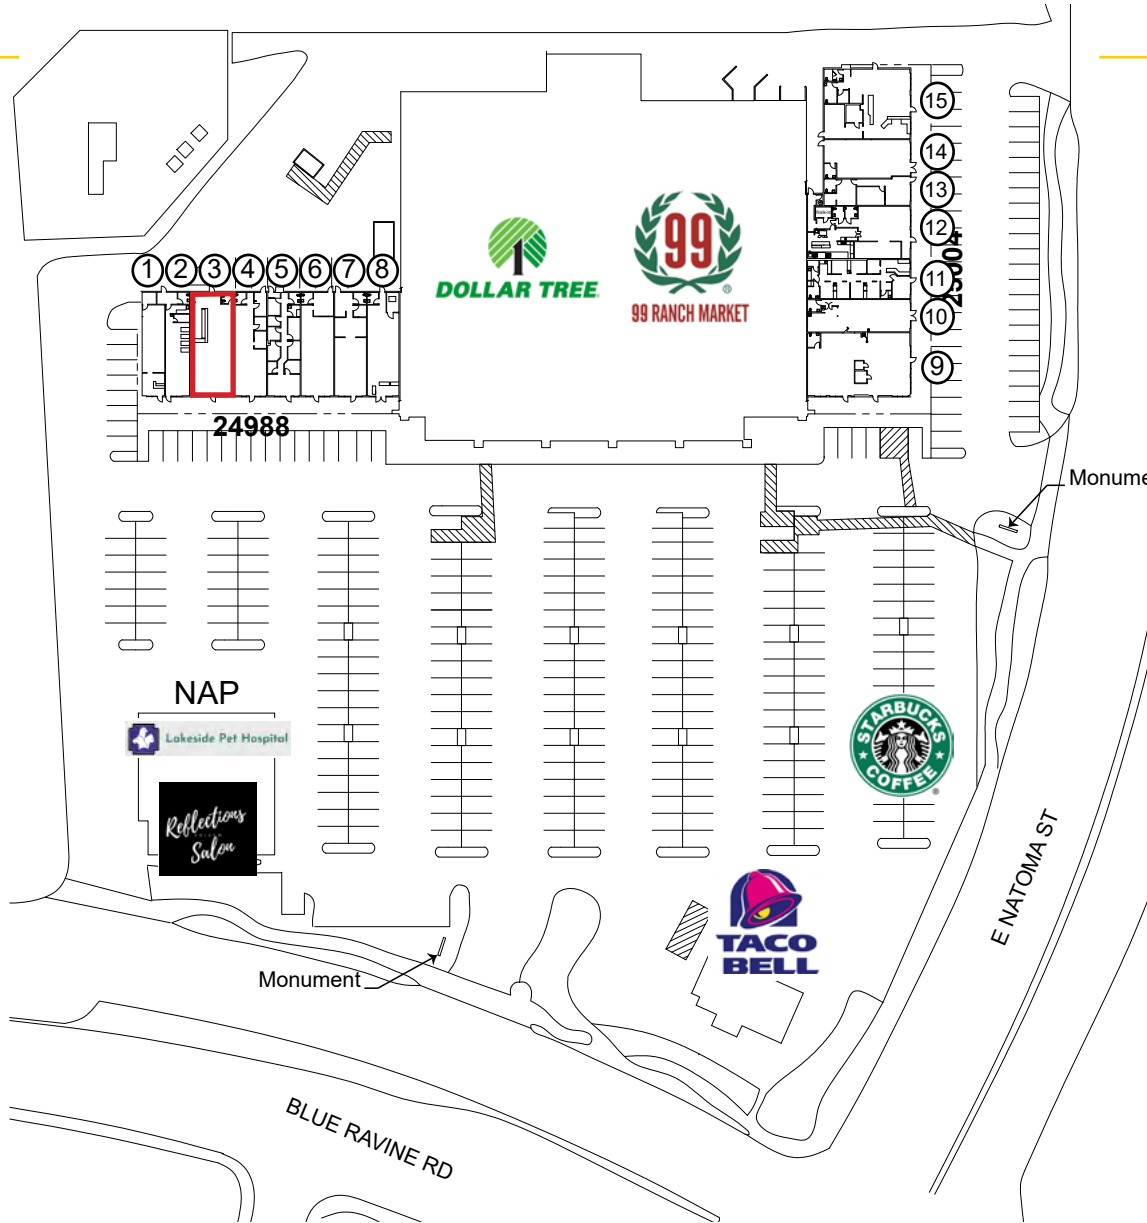 15
14
13
12
11
10
9
1 2 3 4 5 6 7 8
99
99 RANCH MARKET
®
1
DOLLAR TREE
24988
Monume
NAP
Lakeside Pet Hospital
Reflections
Salon
STARBUCKS
COFFEE
®
TACO
BELL
E NATOMA ST
Monument
BLUE RAVINE RD